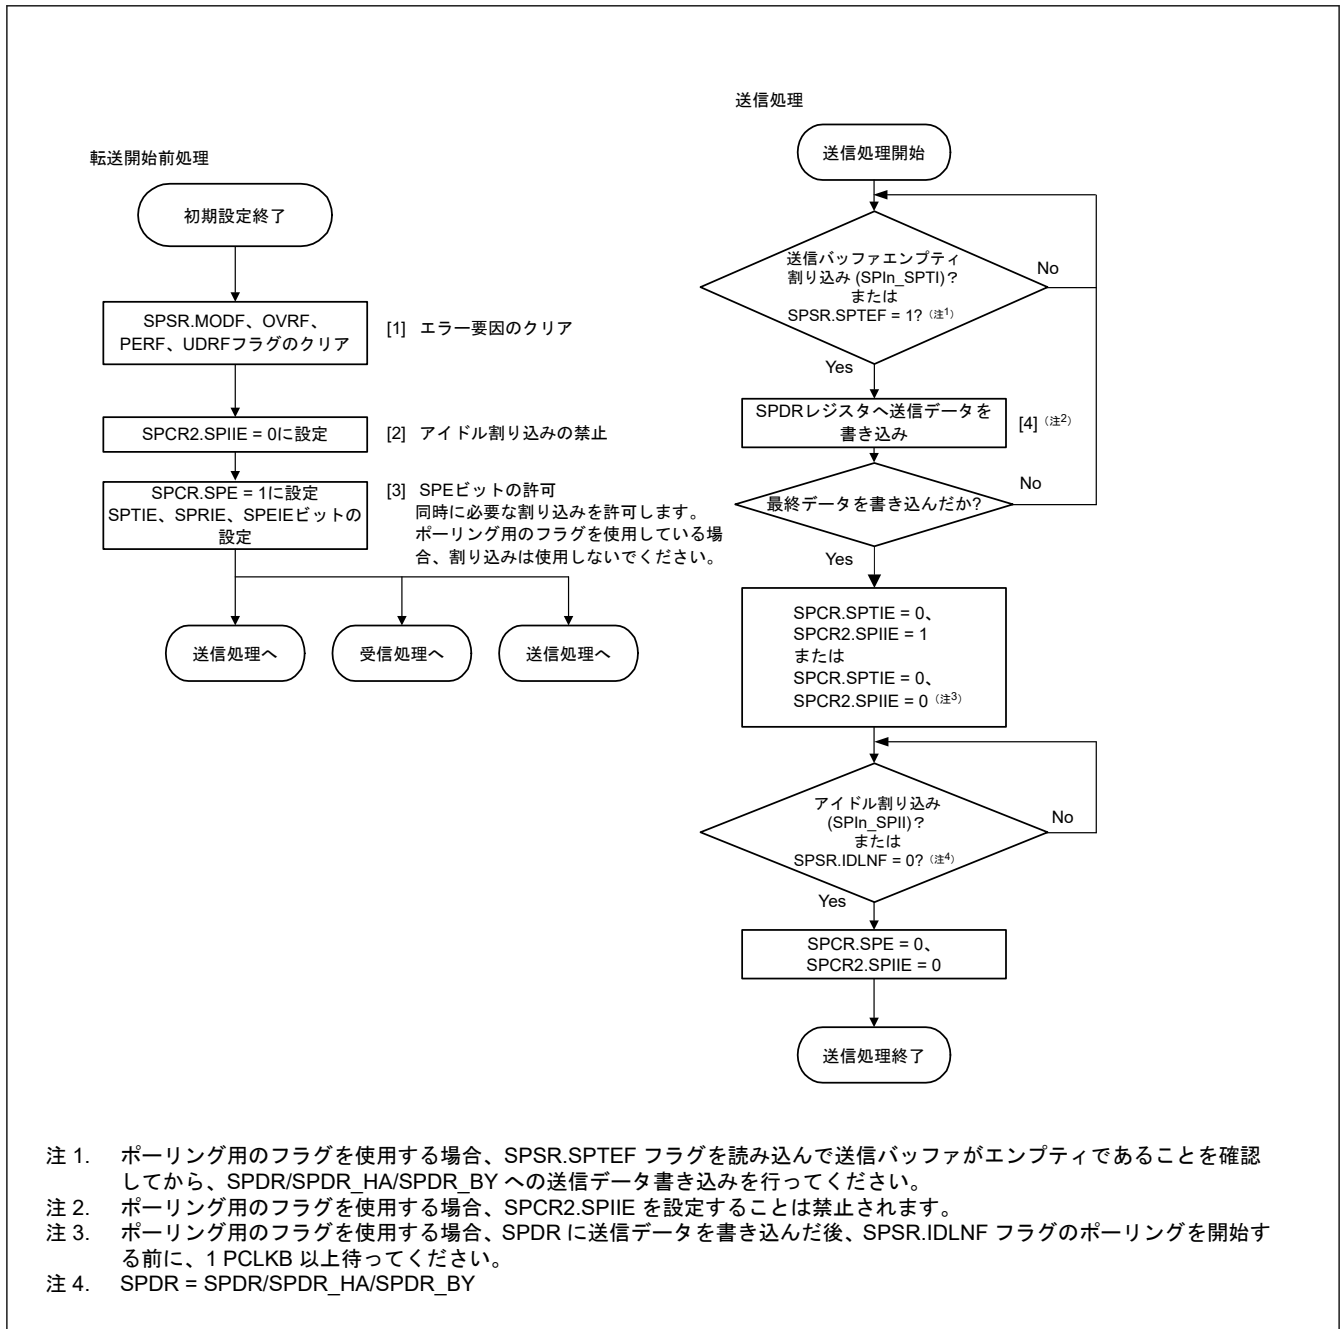 転送開始前処理
初期設定終了
SPSR.MODF、OVRF、
PERF、UDRFフラグのクリア
[1] エラー要因のクリア
SPCR2.SPIIE = 0に設定
[2] アイドル割り込みの禁止
SPCR.SPE = 1に設定
SPTIE、SPRIE、SPEIEビットの
設定
[3] SPEビットの許可
同時に必要な割り込みを許可します。
ポーリング用のフラグを使用している場
合、割り込みは使用しないでください。
送信処理へ
受信処理へ
送信処理へ
送信処理
送信処理開始
送信バッファエンプティ
割り込み (SPIn_SPTI)？
または
SPSR.SPTEF = 1?（注1）
No
Yes
SPDRレジスタへ送信データを
書き込み
[4]（注2）
最終データを書き込んだか?
No
Yes
SPCR.SPTIE = 0、
SPCR2.SPIIE = 1
または
SPCR.SPTIE = 0、
SPCR2.SPIIE = 0（注3）
アイドル割り込み
(SPIn_SPII)？
または
SPSR.IDLNF = 0?（注4）
No
Yes
SPCR.SPE = 0、
SPCR2.SPIIE = 0
送信処理終了
注 1. ポーリング用のフラグを使用する場合、SPSR.SPTEF フラグを読み込んで送信バッファがエンプティであることを確認
してから、SPDR/SPDR_HA/SPDR_BY への送信データ書き込みを行ってください。
注 2. ポーリング用のフラグを使用する場合、SPCR2.SPIIE を設定することは禁止されます。
注 3. ポーリング用のフラグを使用する場合、SPDR に送信データを書き込んだ後、SPSR.IDLNF フラグのポーリングを開始す
る前に、1 PCLKB 以上待ってください。
注 4. SPDR = SPDR/SPDR_HA/SPDR_BY